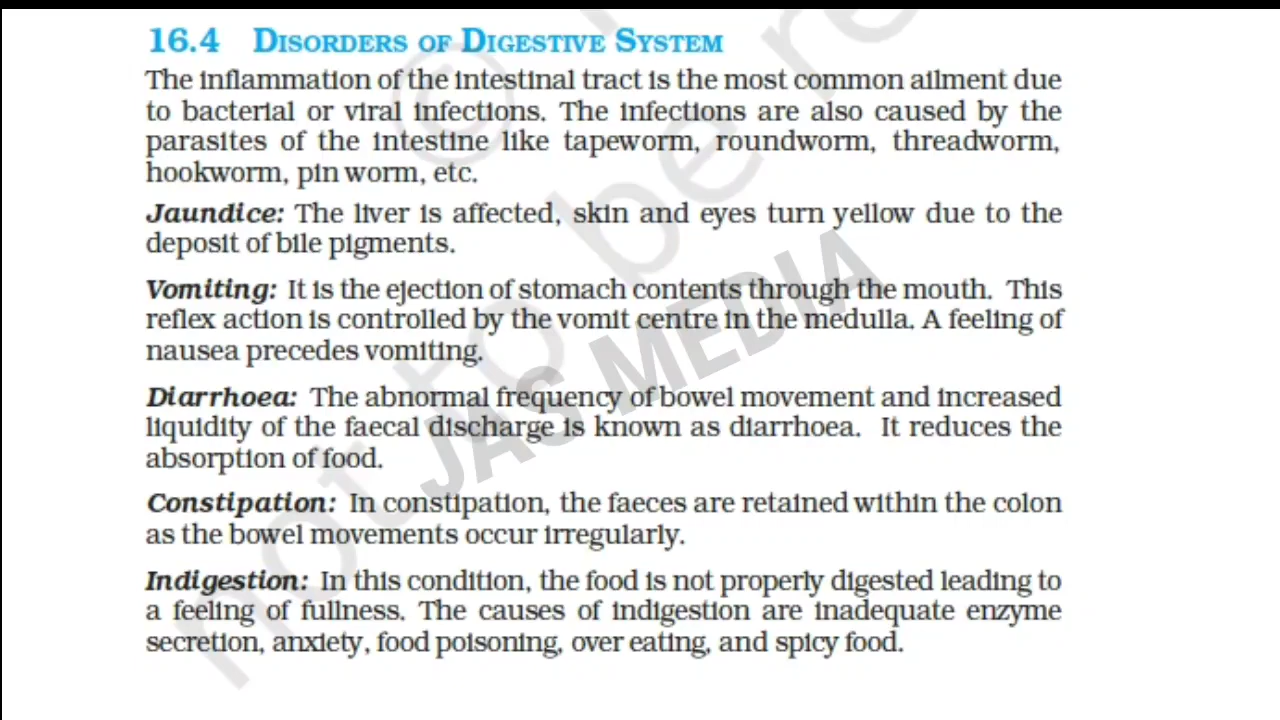 16.4 DISORDERS OF DIGESTIVE SYSTEM
The inflammation of the intestinal tract is the most common ailment due
to bacterial or viral infections. The infections are also caused by the
parasites of the intestine like tapeworm, roundworm, threadworm,
hookworm, pin worm, etc.
Jaundice: The liver is affected, skin and eyes turn yellow due to the
deposit of bile pigments.
Vomiting: It is the ejection of stomach contents through the mouth. This
reflex action is controlled by the vomit centre in the medulla. A feeling of
nausea precedes vomiting.
Diarrhoea: The abnormal frequency of bowel movement and increased
liquidity of the faecal discharge is known as diarrhoea. It reduces the
absorption of food.
Constipation: In constipation, the faeces are retained within the colon
as the bowel movements occur irregularly.
Indigestion: In this condition, the food is not properly digested leading to
a feeling of fullness. The causes of indigestion are inadequate enzyme
secretion, anxiety, food poisoning, over eating, and spicy food.
JAS MEDIA
©
not to be re